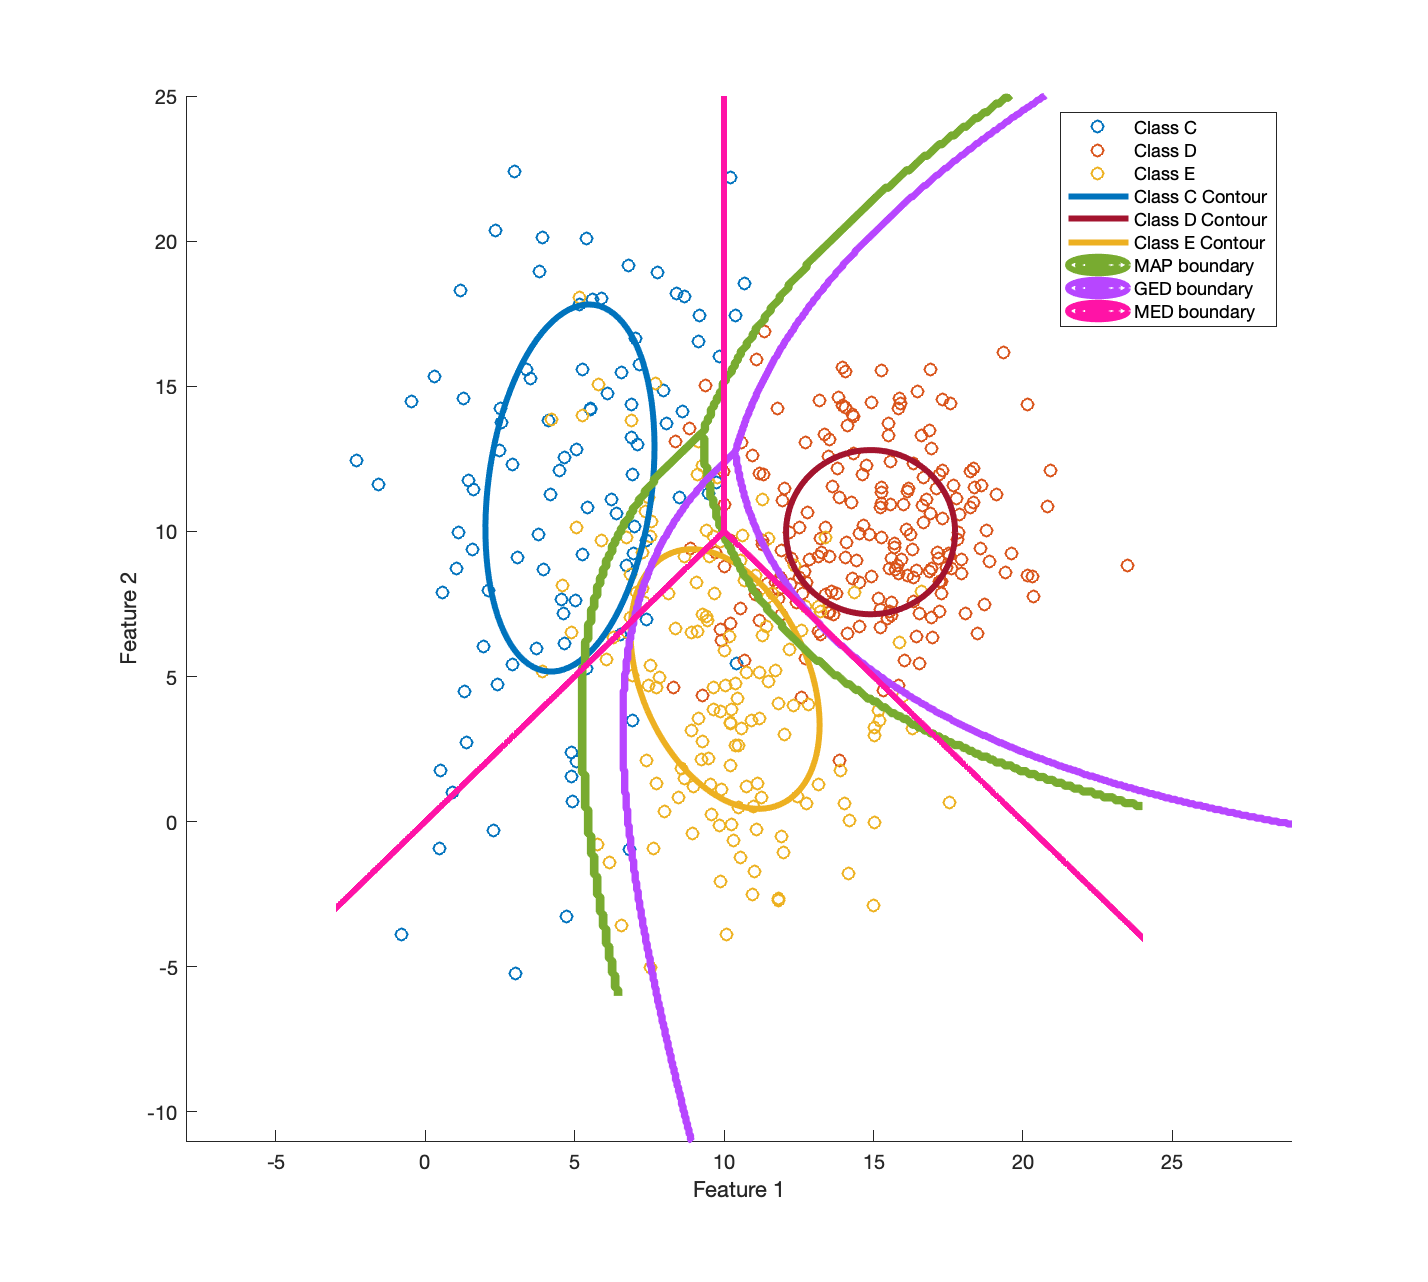 25
20
15
10
5
0
-5
-10
Feature 2
-5
0
5
10
15
20
25
Feature 1
Class C
Class D
Class E
Class C Contour
Class D Contour
Class E Contour
MAP boundary
GED boundary
MED boundary